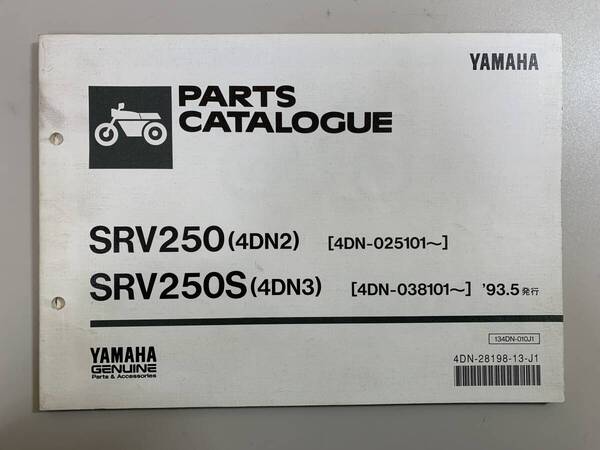 YAMAHA
PARTS
CATALOGUE
SRV250(4DN2) [4DN-025101~]
SRV250S(4DN3) [4DN-038101~] '93.5発行
134DN-010J1
YAMAHA
GENUINE
Parts & Accessories
4DN-28198-13-J1